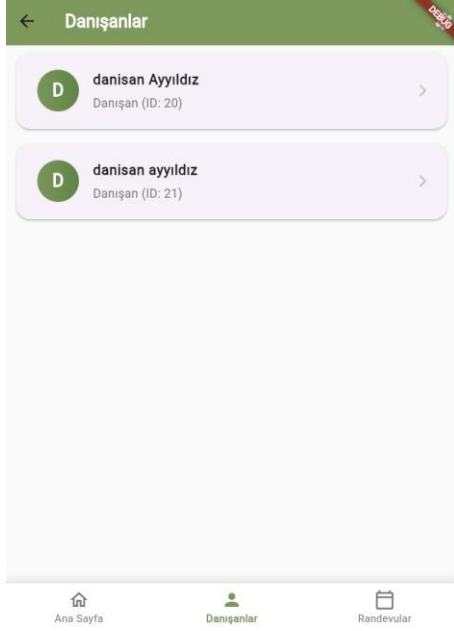 Danışanlar
DEBUG
D
danisan Ayyıldız
Danışan (ID: 20)
D
danisan ayyıldız
Danışan (ID: 21)
Ana Sayfa
Danışanlar
Randevular